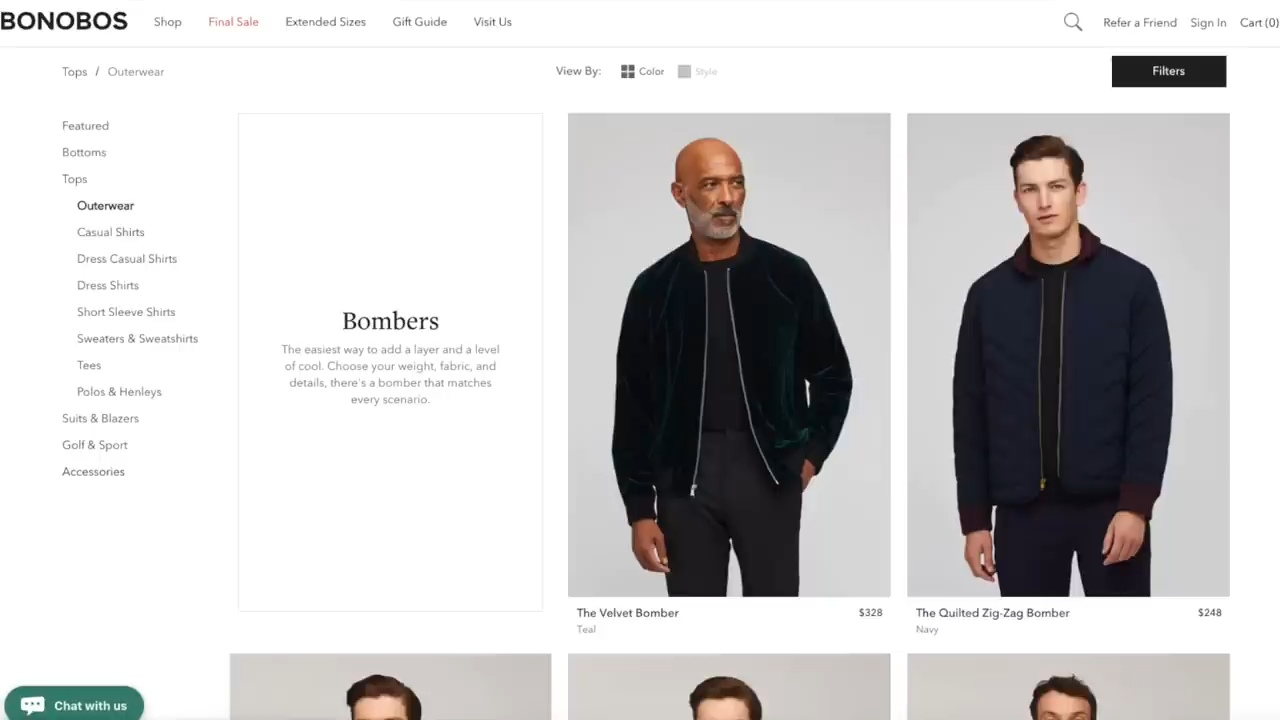 BONOBOS
Shop
Final Sale
Extended Sizes
Gift Guide
Visit Us
Refer a Friend
Sign In
Cart (0)
Tops / Outerwear
View By:
Color
Style
Filters
Featured
Bottoms
Tops
Outerwear
Casual Shirts
Dress Casual Shirts
Dress Shirts
Short Sleeve Shirts
Sweaters & Sweatshirts
Tees
Polos & Henleys
Suits & Blazers
Golf & Sport
Accessories
Bombers
The easiest way to add a layer and a level
of cool. Choose your weight, fabric, and
details, there's a bomber that matches
every scenario.
The Velvet Bomber
$328
Teal
The Quilted Zig-Zag Bomber
$248
Navy
Chat with us